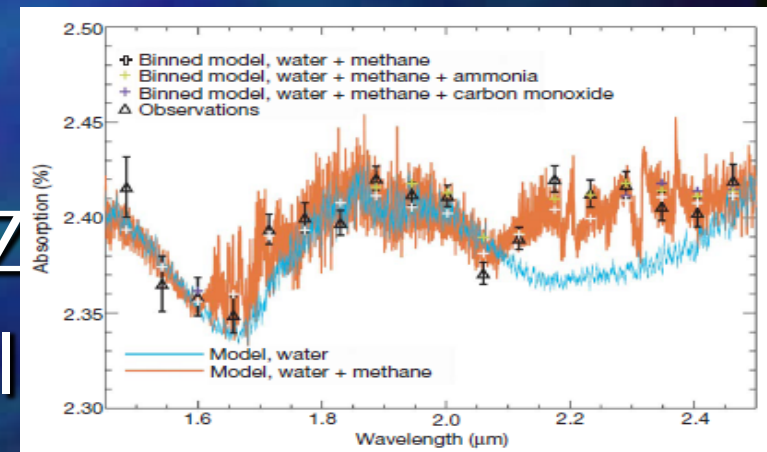 2.50
Binned model, water + methane
Binned model, water + methane + ammonia
Binned model, water + methane + carbon monoxide
Observations
2.45
2.40
2.35
2.30
Absorption (%)
Model, water
Model, water + methane
1.6 1.8 2.0 2.2 2.4
Wavelength (μm)